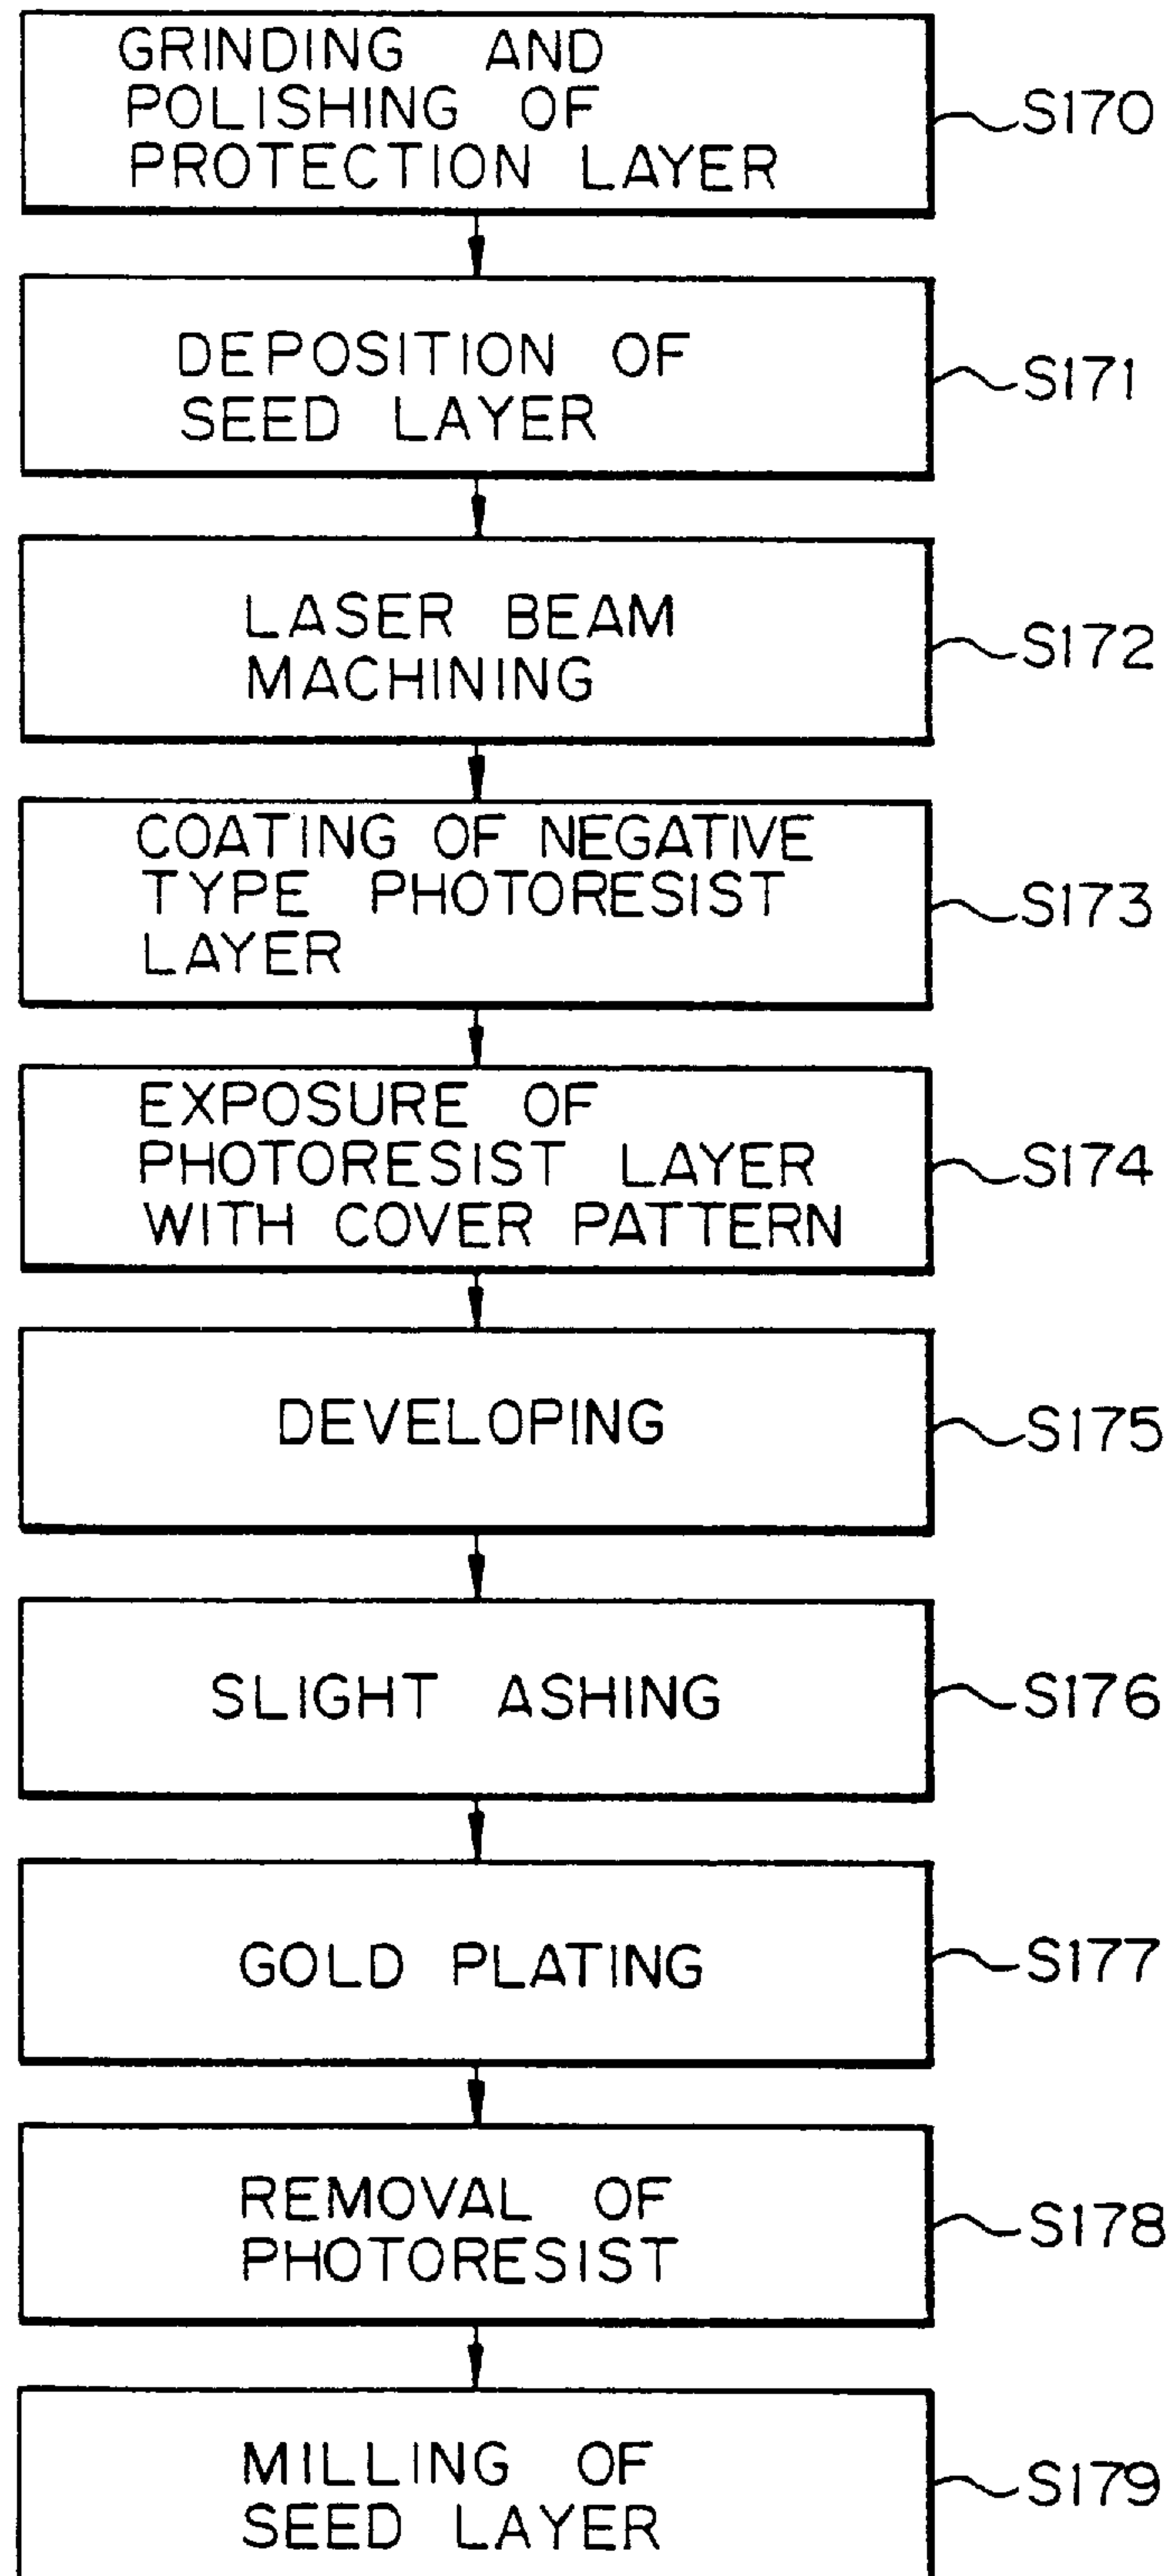 GRINDING AND
POLISHING OF
PROTECTION LAYER
S170
DEPOSITION OF
SEED LAYER
S171
LASER BEAM
MACHINING
S172
COATING OF NEGATIVE
TYPE PHOTORESIST
LAYER
S173
EXPOSURE OF
PHOTORESIST LAYER
WITH COVER PATTERN
S174
DEVELOPING
S175
SLIGHT ASHING
S176
GOLD PLATING
S177
REMOVAL OF
PHOTORESIST
S178
MILLING OF
SEED LAYER
S179